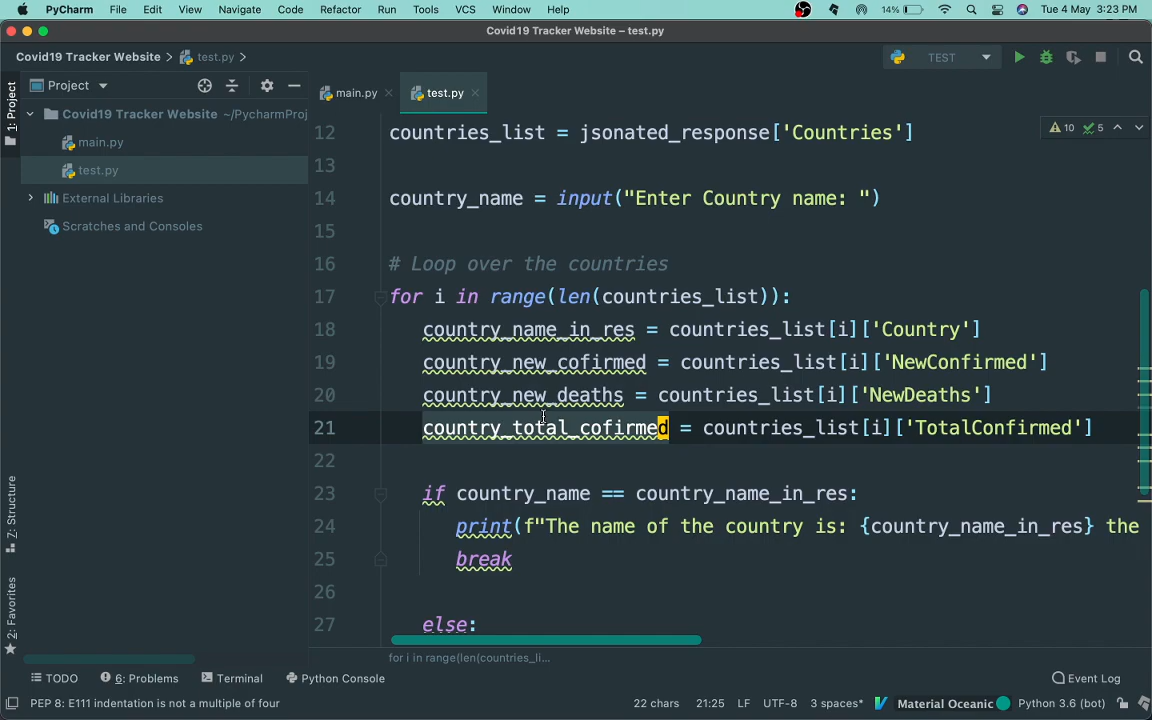 PyCharm File Edit View Navigate Code Refactor Run Tools VCS Window Help 14% Tue 4 May 3:23 PM
Covid19 Tracker Website – test.py
Covid19 Tracker Website test.py TEST
1: Project Project main.py test.py
Covid19 Tracker Website ~/PycharmProj
main.py
test.py
External Libraries
Scratches and Consoles
10 5
12 countries_list = jsonated_response['Countries']
13
14 country_name = input("Enter Country name: ")
15
16 # Loop over the countries
17 for i in range(len(countries_list)):
18 country_name_in_res = countries_list[i]['Country']
19 country_new_cofirmed = countries_list[i]['NewConfirmed']
20 country_new_deaths = countries_list[i]['NewDeaths']
21 country_total_cofirmed = countries_list[i]['TotalConfirmed']
22
23 if country_name == country_name_in_res:
24 print(f"The name of the country is: {country_name_in_res} the
25 break
26
27 else:
for i in range(len(countries_li...
Z: Structure
2: Favorites
TODO 6: Problems Terminal Python Console Event Log
PEP 8: E111 indentation is not a multiple of four 22 chars 21:25 LF UTF-8 3 spaces* Material Oceanic Python 3.6 (bot)